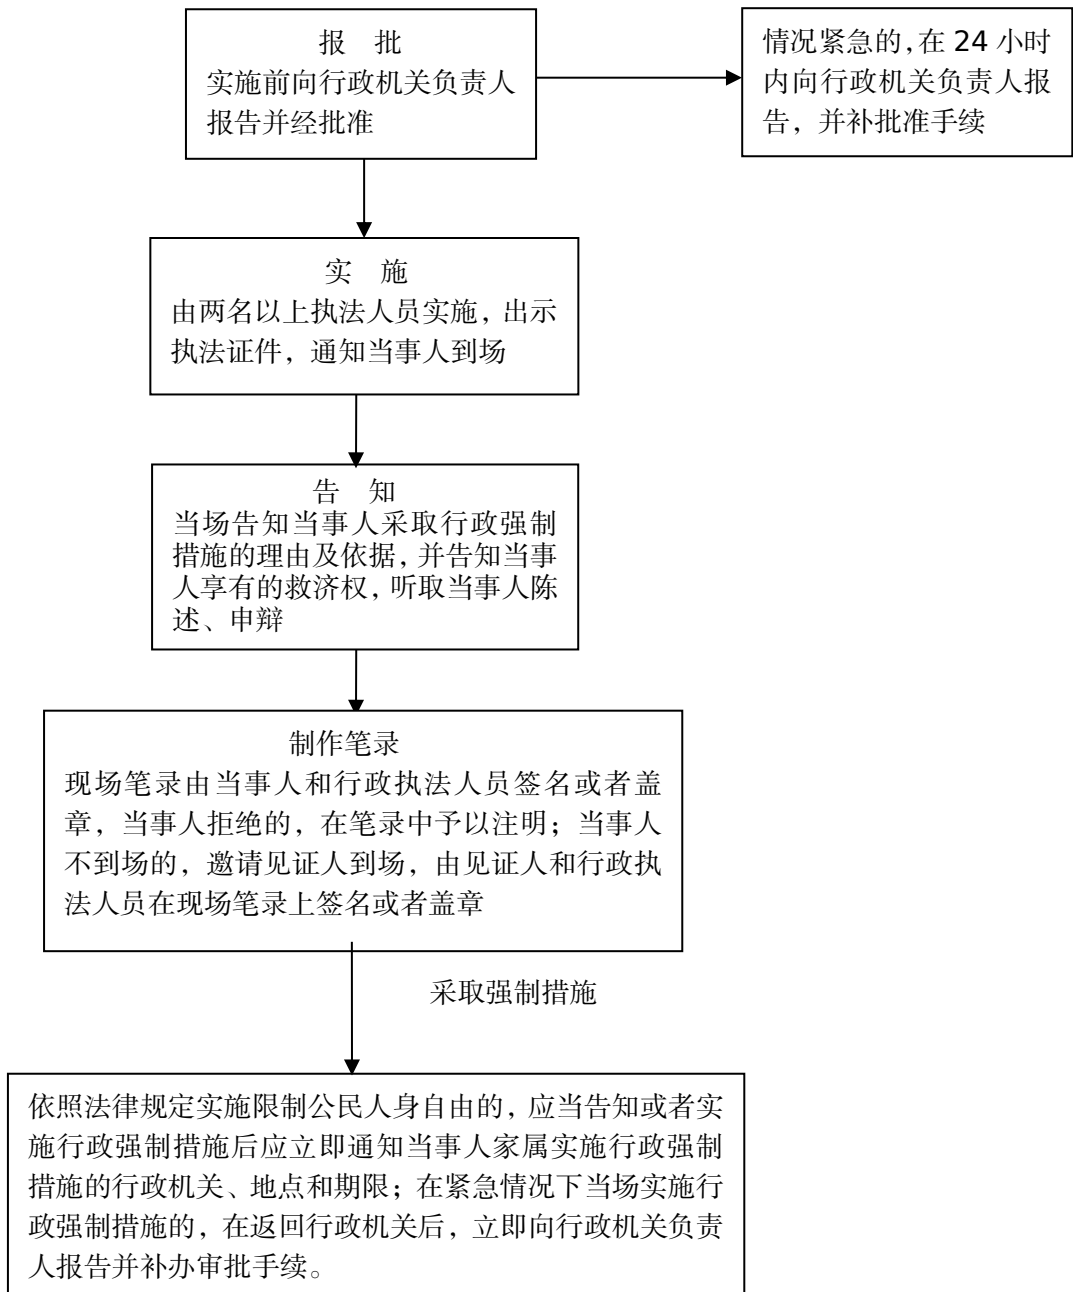 报 批
实施前向行政机关负责人
报告并经批准
情况紧急的,在 24 小时
内向行政机关负责人报
告，并补批准手续
实 施
由两名以上执法人员实施，出示
执法证件，通知当事人到场
告 知
当场告知当事人采取行政强制
措施的理由及依据，并告知当事
人享有的救济权，听取当事人陈
述、申辩
制作笔录
现场笔录由当事人和行政执法人员签名或者盖
章，当事人拒绝的，在笔录中予以注明；当事人
不到场的，邀请见证人到场，由见证人和行政执
法人员在现场笔录上签名或者盖章
采取强制措施
依照法律规定实施限制公民人身自由的，应当告知或者实
施行政强制措施后应立即通知当事人家属实施行政强制
措施的行政机关、地点和期限；在紧急情况下当场实施行
政强制措施的，在返回行政机关后，立即向行政机关负责
人报告并补办审批手续。